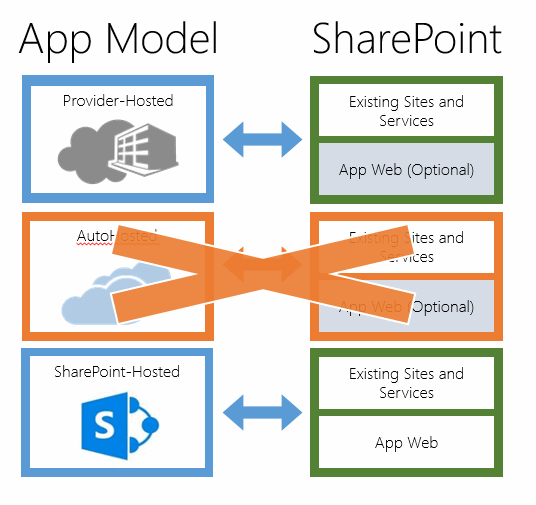 App Model
SharePoint
Provider-Hosted
Existing Sites and
Services
App Web (Optional)
AutoHosted
Existing Sites and
Services
App Web (Optional)
SharePoint-Hosted
S
Existing Sites and
Services
App Web